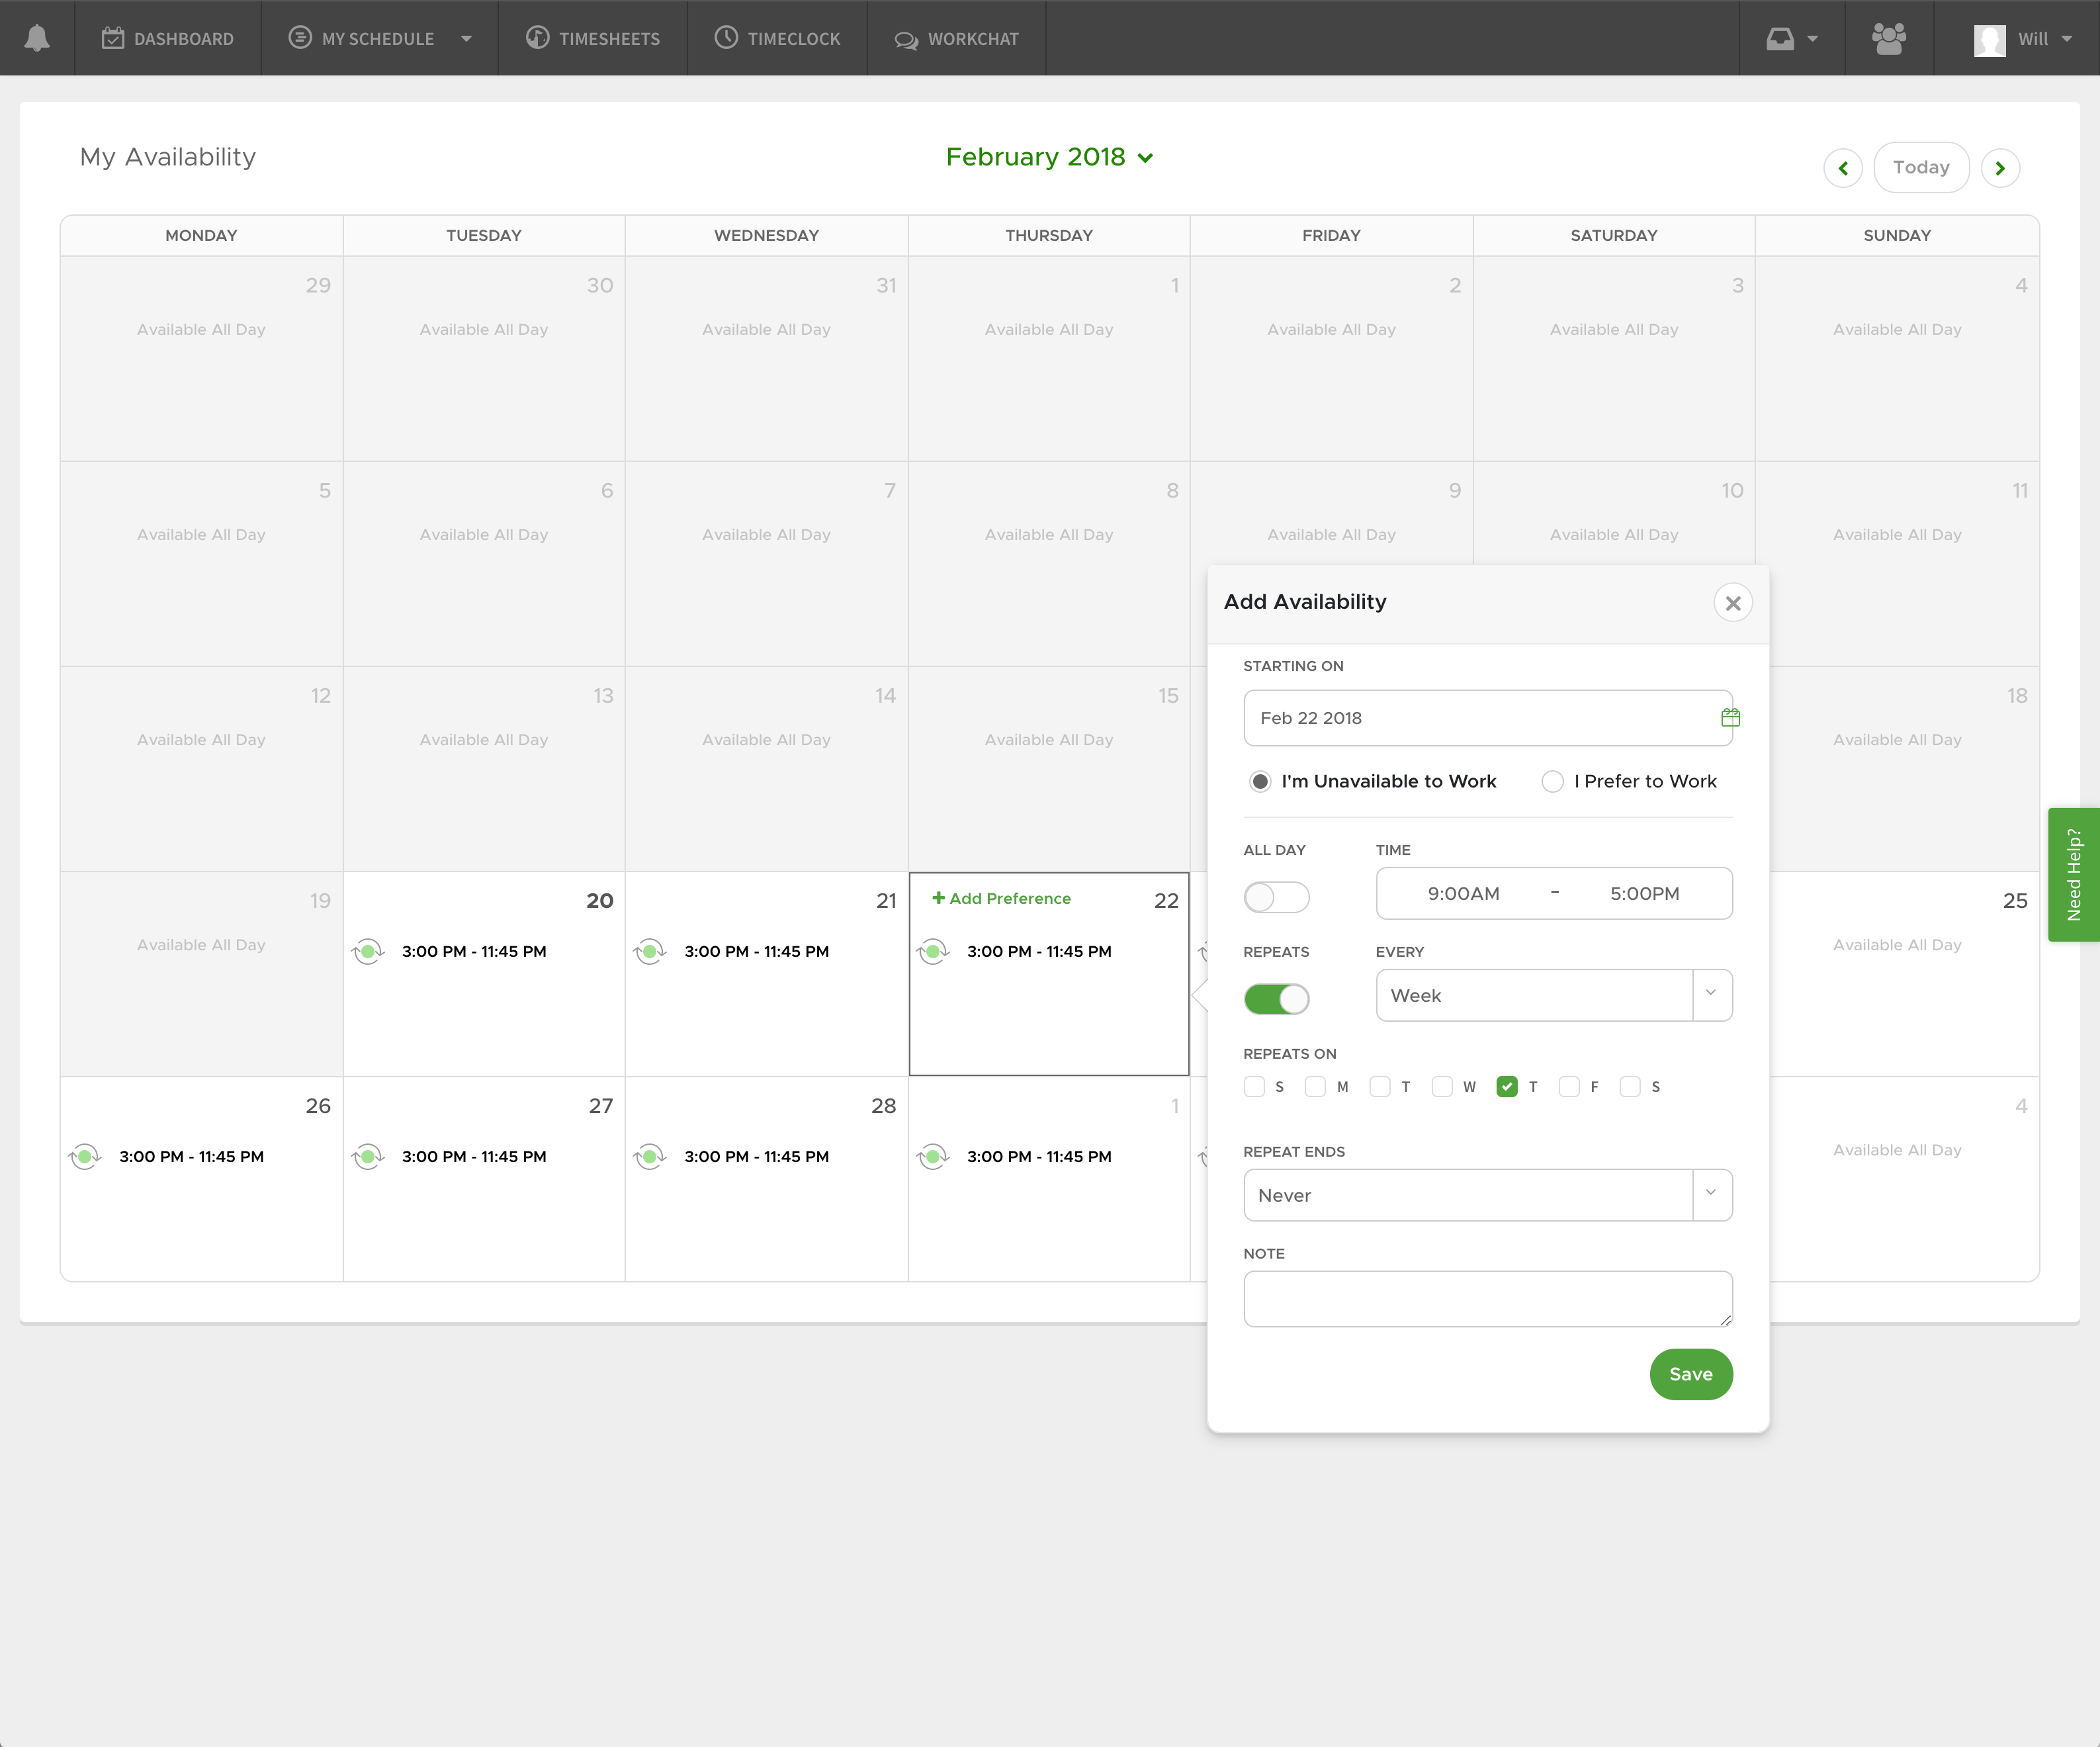 DASHBOARD MY SCHEDULE TIMESHEETS TIMECLOCK WORKCHAT Will
My Availability February 2018 Today
MONDAY TUESDAY WEDNESDAY THURSDAY FRIDAY SATURDAY SUNDAY
29 30 31 1 2 3 4
Available All Day Available All Day Available All Day Available All Day Available All Day Available All Day Available All Day
5 6 7 8 9 10 11
Available All Day Available All Day Available All Day Available All Day Available All Day Available All Day Available All Day
12 13 14 15 18
Available All Day Available All Day Available All Day Available All Day Available All Day
19 20 21 + Add Preference 22 25
Available All Day 3:00 PM - 11:45 PM 3:00 PM - 11:45 PM 3:00 PM - 11:45 PM Available All Day
26 27 28 1 4
3:00 PM - 11:45 PM 3:00 PM - 11:45 PM 3:00 PM - 11:45 PM 3:00 PM - 11:45 PM Available All Day
Add Availability
STARTING ON
Feb 22 2018
I'm Unavailable to Work I Prefer to Work
ALL DAY TIME
9:00AM - 5:00PM
REPEATS EVERY
Week
REPEATS ON
S M T W T F S
REPEAT ENDS
Never
NOTE
Save
Need Help?